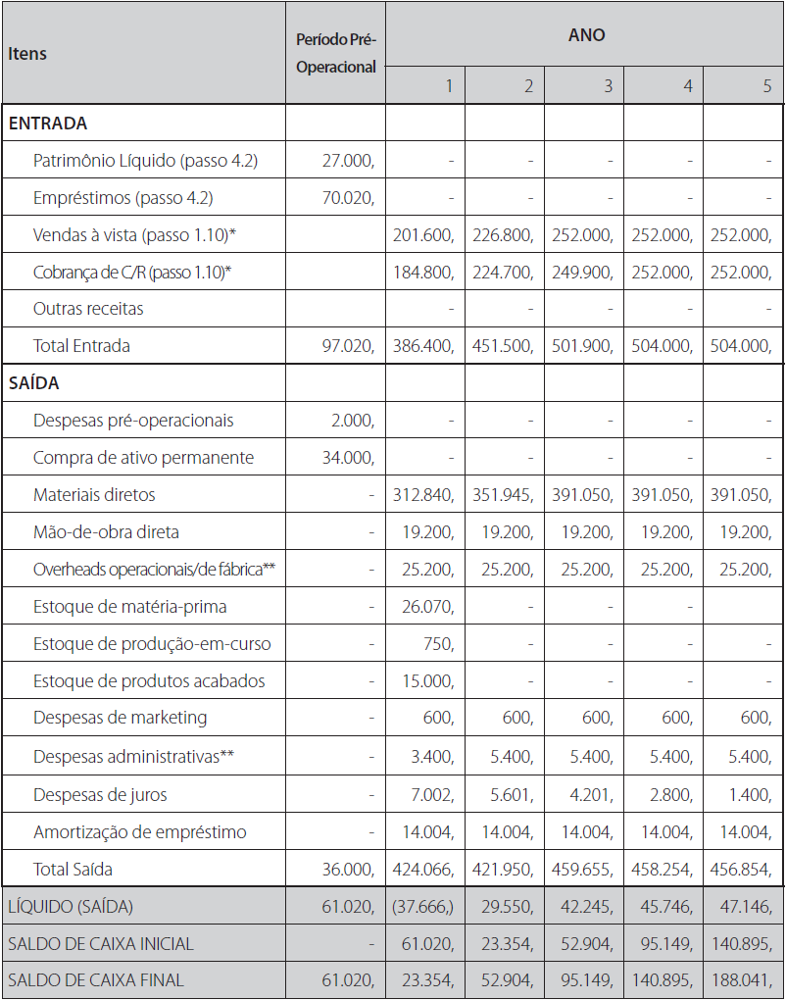 Itens Período Pré-Operacional ANO
1 2 3 4 5
ENTRADA
Patrimônio Líquido (passo 4.2) 27.000, - - - - -
Empréstimos (passo 4.2) 70.020, - - - - -
Vendas à vista (passo 1.10)* 201.600, 226.800, 252.000, 252.000, 252.000,
Cobrança de C/R (passo 1.10)* 184.800, 224.700, 249.900, 252.000, 252.000,
Outras receitas - - - - -
Total Entrada 97.020, 386.400, 451.500, 501.900, 504.000, 504.000,
SAÍDA
Despesas pré-operacionais 2.000, - - - - -
Compra de ativo permanente 34.000, - - - - -
Materiais diretos - 312.840, 351.945, 391.050, 391.050, 391.050,
Mão-de-obra direta - 19.200, 19.200, 19.200, 19.200, 19.200,
Overheads operacionais/de fábrica** - 25.200, 25.200, 25.200, 25.200, 25.200,
Estoque de matéria-prima - 26.070, - - -
Estoque de produção-em-curso - 750, - - - -
Estoque de produtos acabados - 15.000, - - - -
Despesas de marketing - 600, 600, 600, 600, 600,
Despesas administrativas** - 3.400, 5.400, 5.400, 5.400, 5.400,
Despesas de juros - 7.002, 5.601, 4.201, 2.800, 1.400,
Amortização de empréstimo - 14.004, 14.004, 14.004, 14.004, 14.004,
Total Saída 36.000, 424.066, 421.950, 459.655, 458.254, 456.854,
LÍQUIDO (SAÍDA) 61.020, (37.666,) 29.550, 42.245, 45.746, 47.146,
SALDO DE CAIXA INICIAL - 61.020, 23.354, 52.904, 95.149, 140.895,
SALDO DE CAIXA FINAL 61.020, 23.354, 52.904, 95.149, 140.895, 188.041,